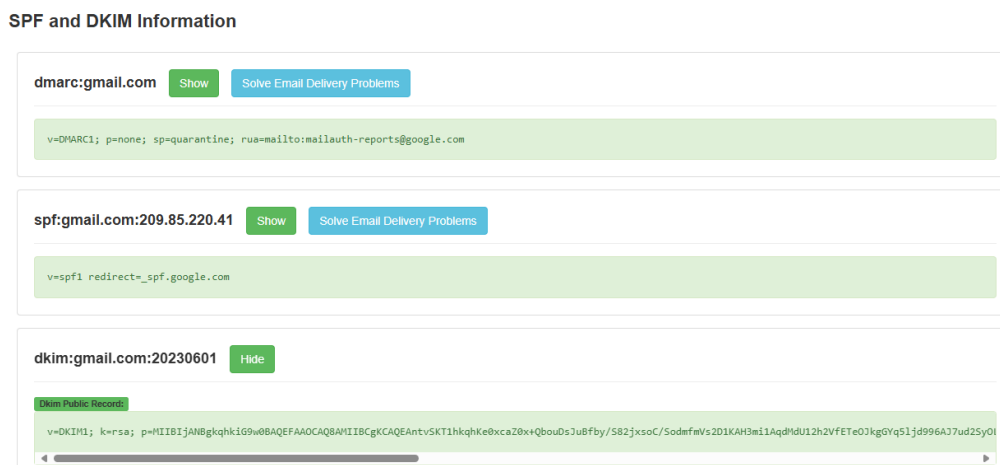 SPF and DKIM Information
dmarc:gmail.com Show Solve Email Delivery Problems
v=DMARC1; p=none; sp=quarantine; rua=mailto:mailauth-reports@google.com
spf:gmail.com:209.85.220.41 Show Solve Email Delivery Problems
v=spf1 redirect=_spf.google.com
dkim:gmail.com:20230601 Hide
Dkim Public Record:
v=DKIM1; k=rsa; p=MIIBIjANBgkqhkiG9w0BAQEFAAOCAQ8AMIIBCgKCAQEAntvSKT1hkqhKe0xcaZ0x+QbouDsJuBfby/S82jxsoC/SodmfmVs2D1KAH3mi1AqdMdU12h2VfETeOJkgGYq5ljd996AJ7ud2SyOL